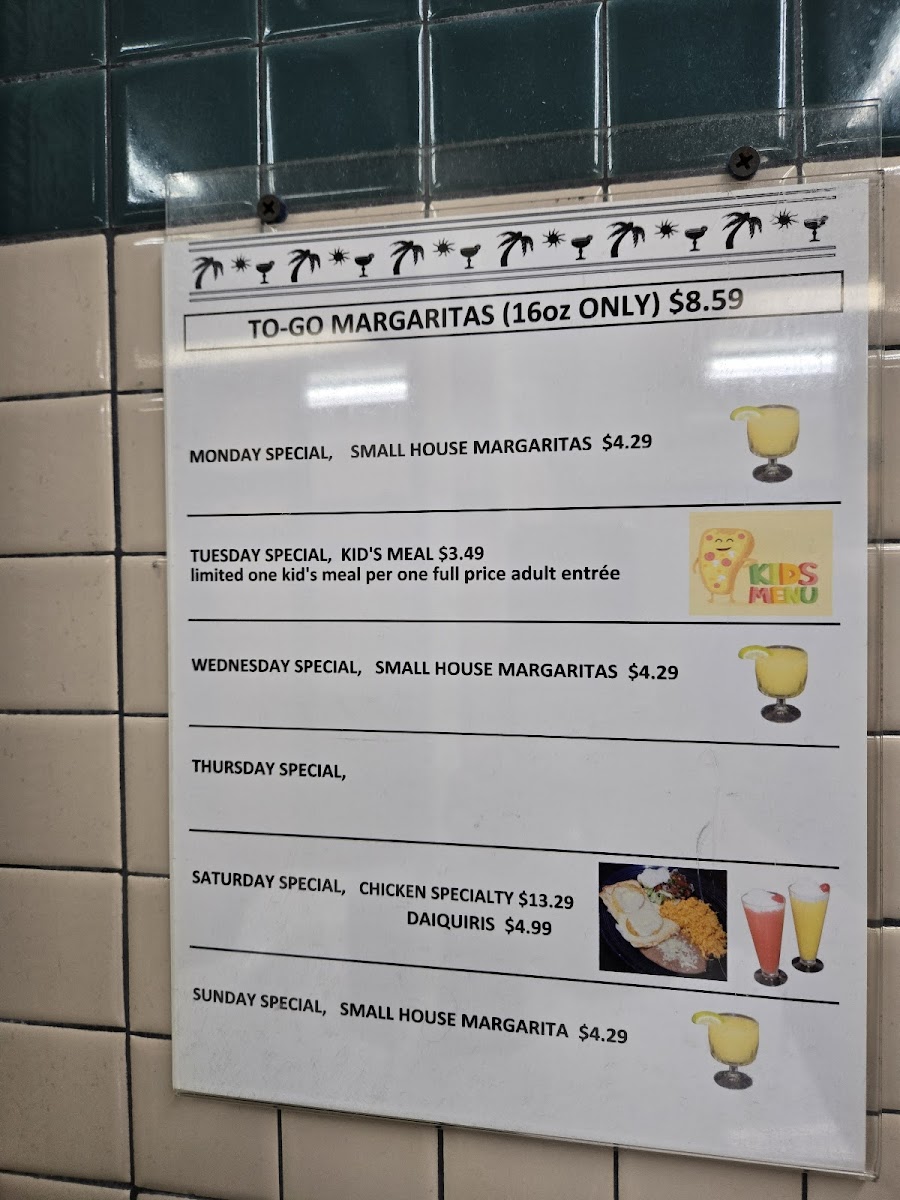 TO-GO MARGARITAS (16oz ONLY) $8.59
MONDAY SPECIAL, SMALL HOUSE MARGARITAS $4.29
TUESDAY SPECIAL, KID'S MEAL $3.49
limited one kid's meal per one full price adult entrée
KIDS
MENU
WEDNESDAY SPECIAL, SMALL HOUSE MARGARITAS $4.29
THURSDAY SPECIAL,
SATURDAY SPECIAL, CHICKEN SPECIALTY $13.29
DAIQUIRIS $4.99
SUNDAY SPECIAL, SMALL HOUSE MARGARITA $4.29